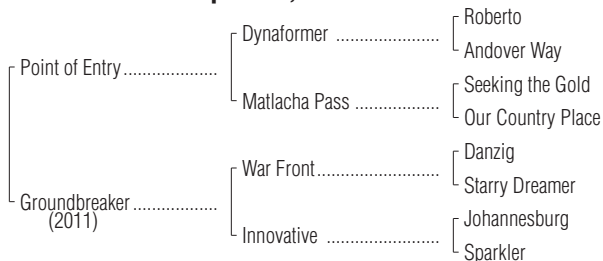 Roberto
Dynaformer ....................
Andover Way
Point of Entry ..................
Seeking the Gold
Matlacha Pass ................
Our Country Place
Danzig
War Front .......................
Starry Dreamer
Groundbreaker ................
(2011)
Johannesburg
Innovative ......................
Sparkler